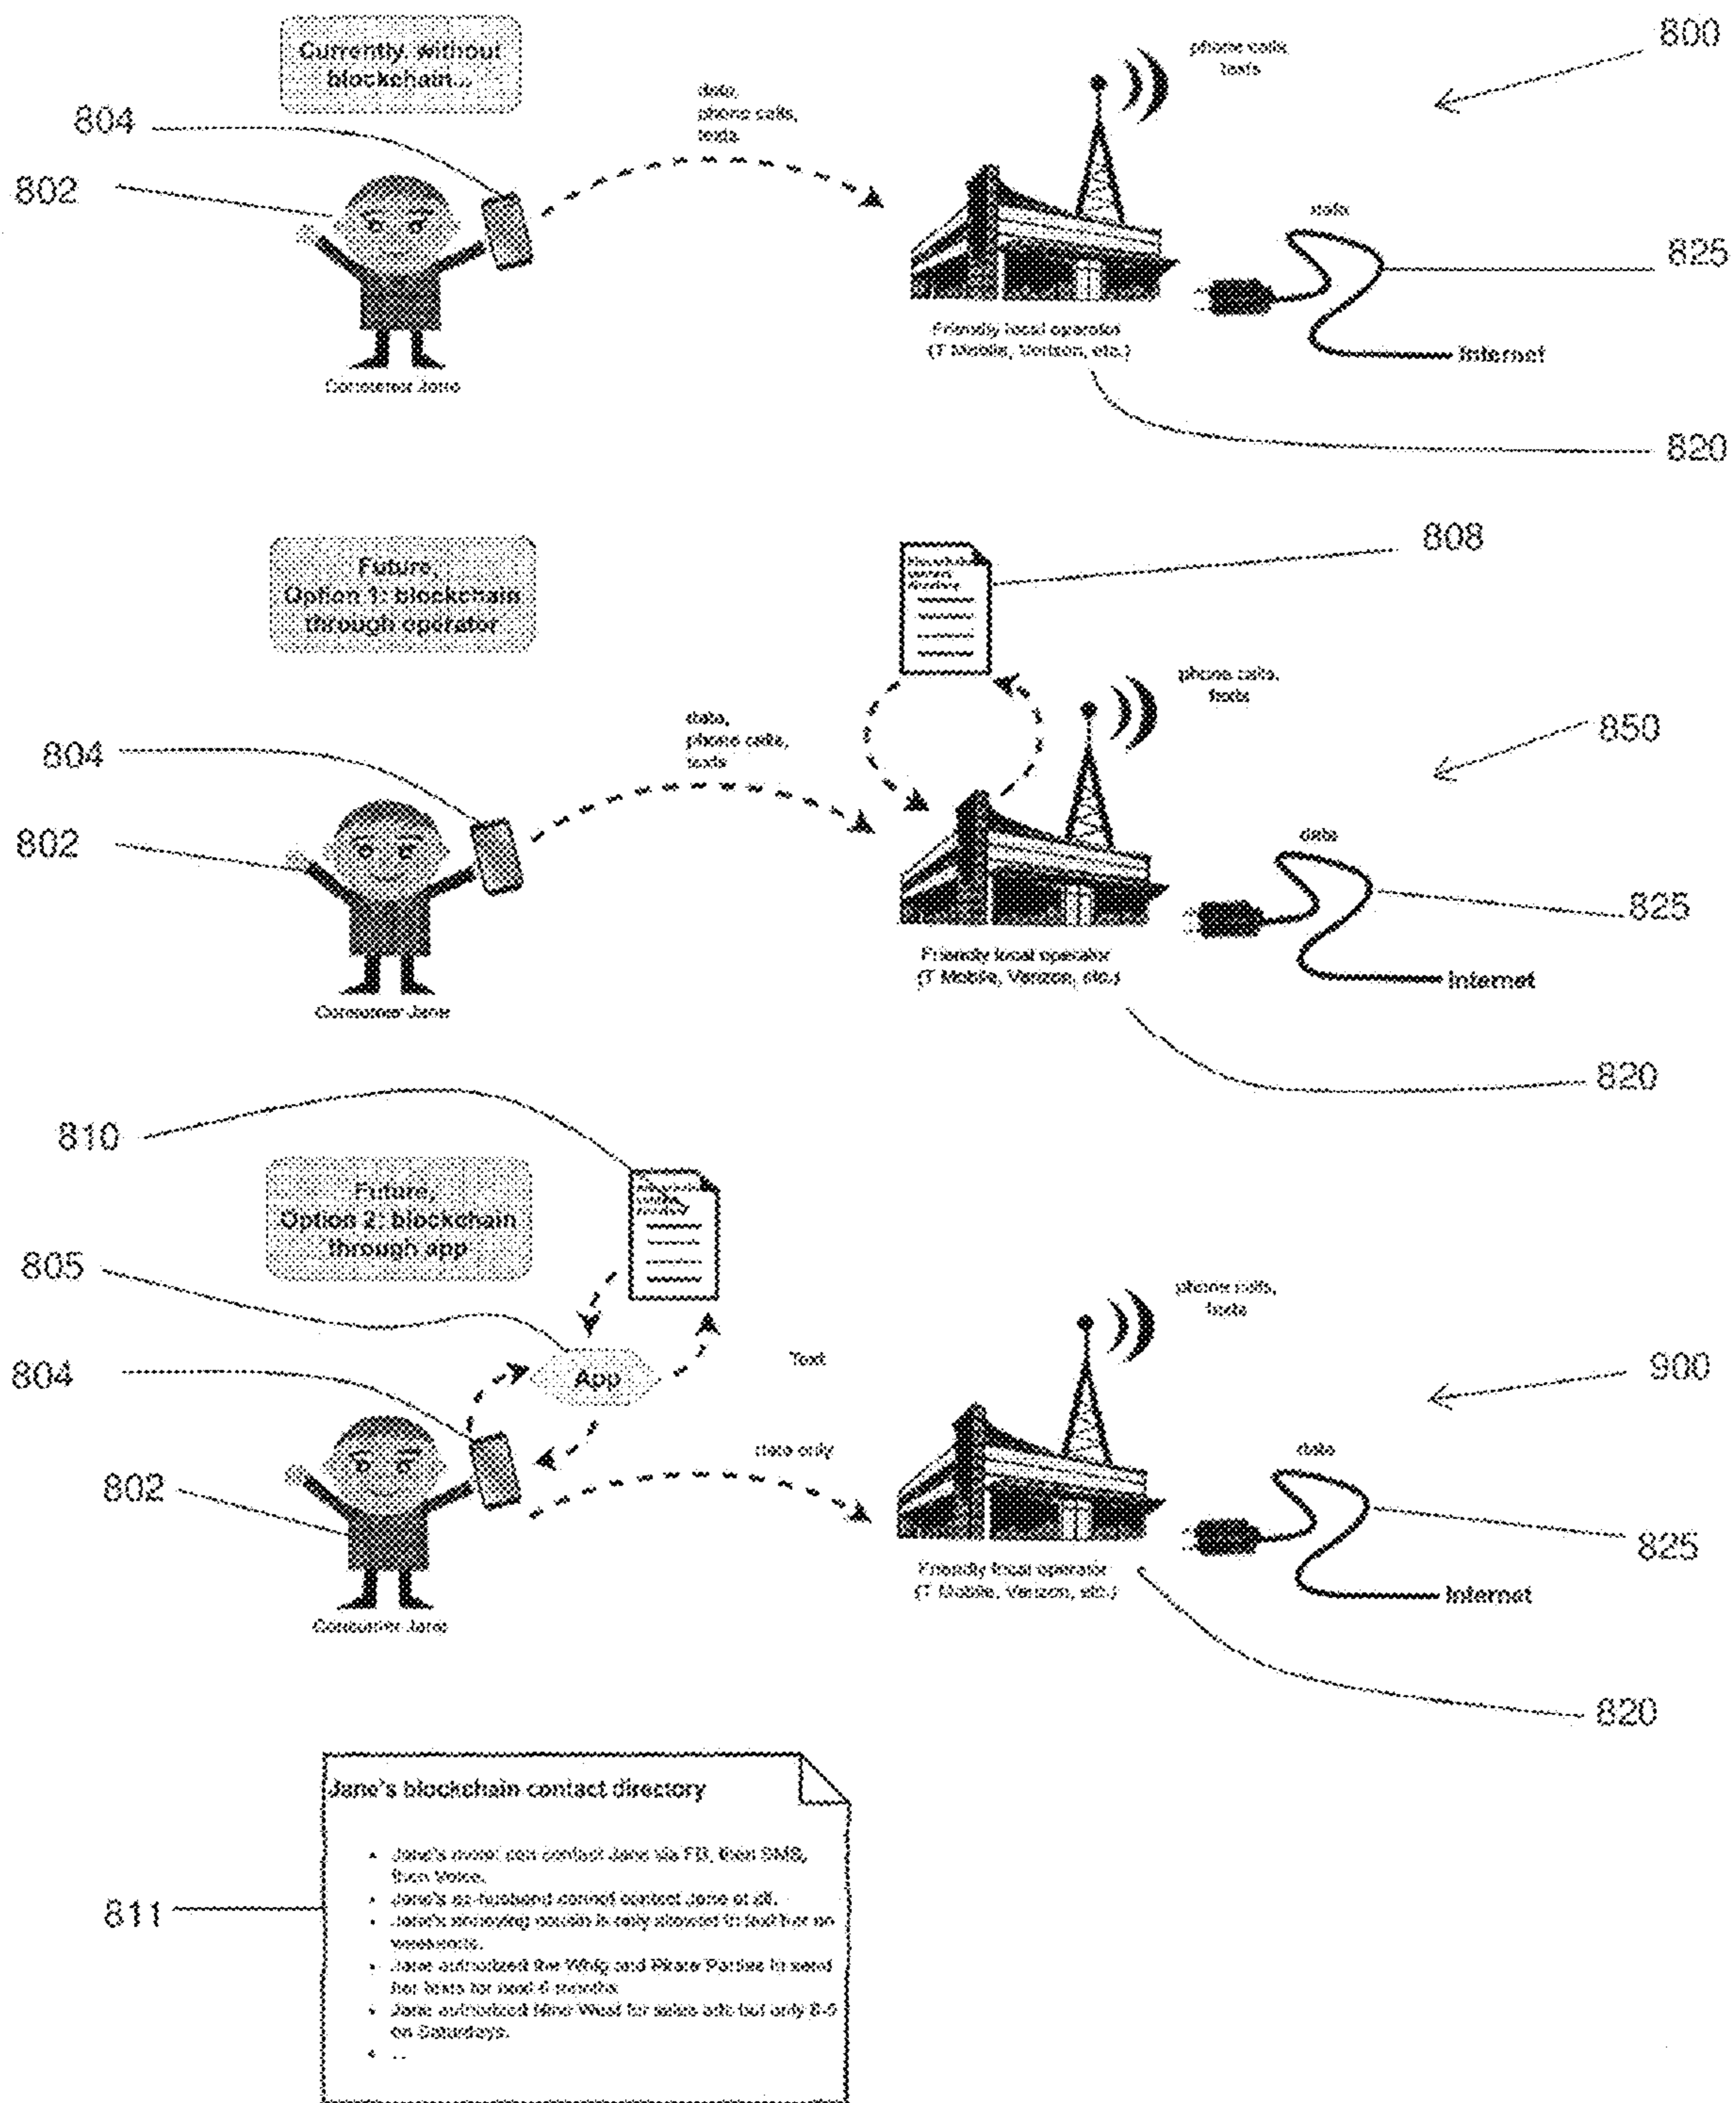 800
Currently, without
blockchain...
phone calls,
texts
data,
phone calls,
texts
804
802
data
825
Friendly local operator
(T Mobile, Verizon, etc.)
Internet
Consumer Jane
820
808
Future,
Option 1: blockchain
through operator
phone calls,
texts
data,
phone calls,
texts
850
804
802
data
825
Friendly local operator
(T Mobile, Verizon, etc.)
Internet
Consumer Jane
820
810
Future,
Option 2: blockchain
through app
805
phone calls,
texts
Text
App
804
900
data only
data
802
825
Friendly local operator
(T Mobile, Verizon, etc.)
Internet
Consumer Jane
820
Jane's blockchain contact directory
• Jane's mom can contact Jane via FB, then SMS,
then Voice.
• Jane's ex-husband cannot contact Jane at all.
• Jane's annoying cousin is only allowed to text her on
weekends.
• Jane authorized the Whig and Pirate Parties to send
her texts for next 6 months
• Jane authorized Nine West for sales ads but only 8-5
on Saturdays.
• ...
811